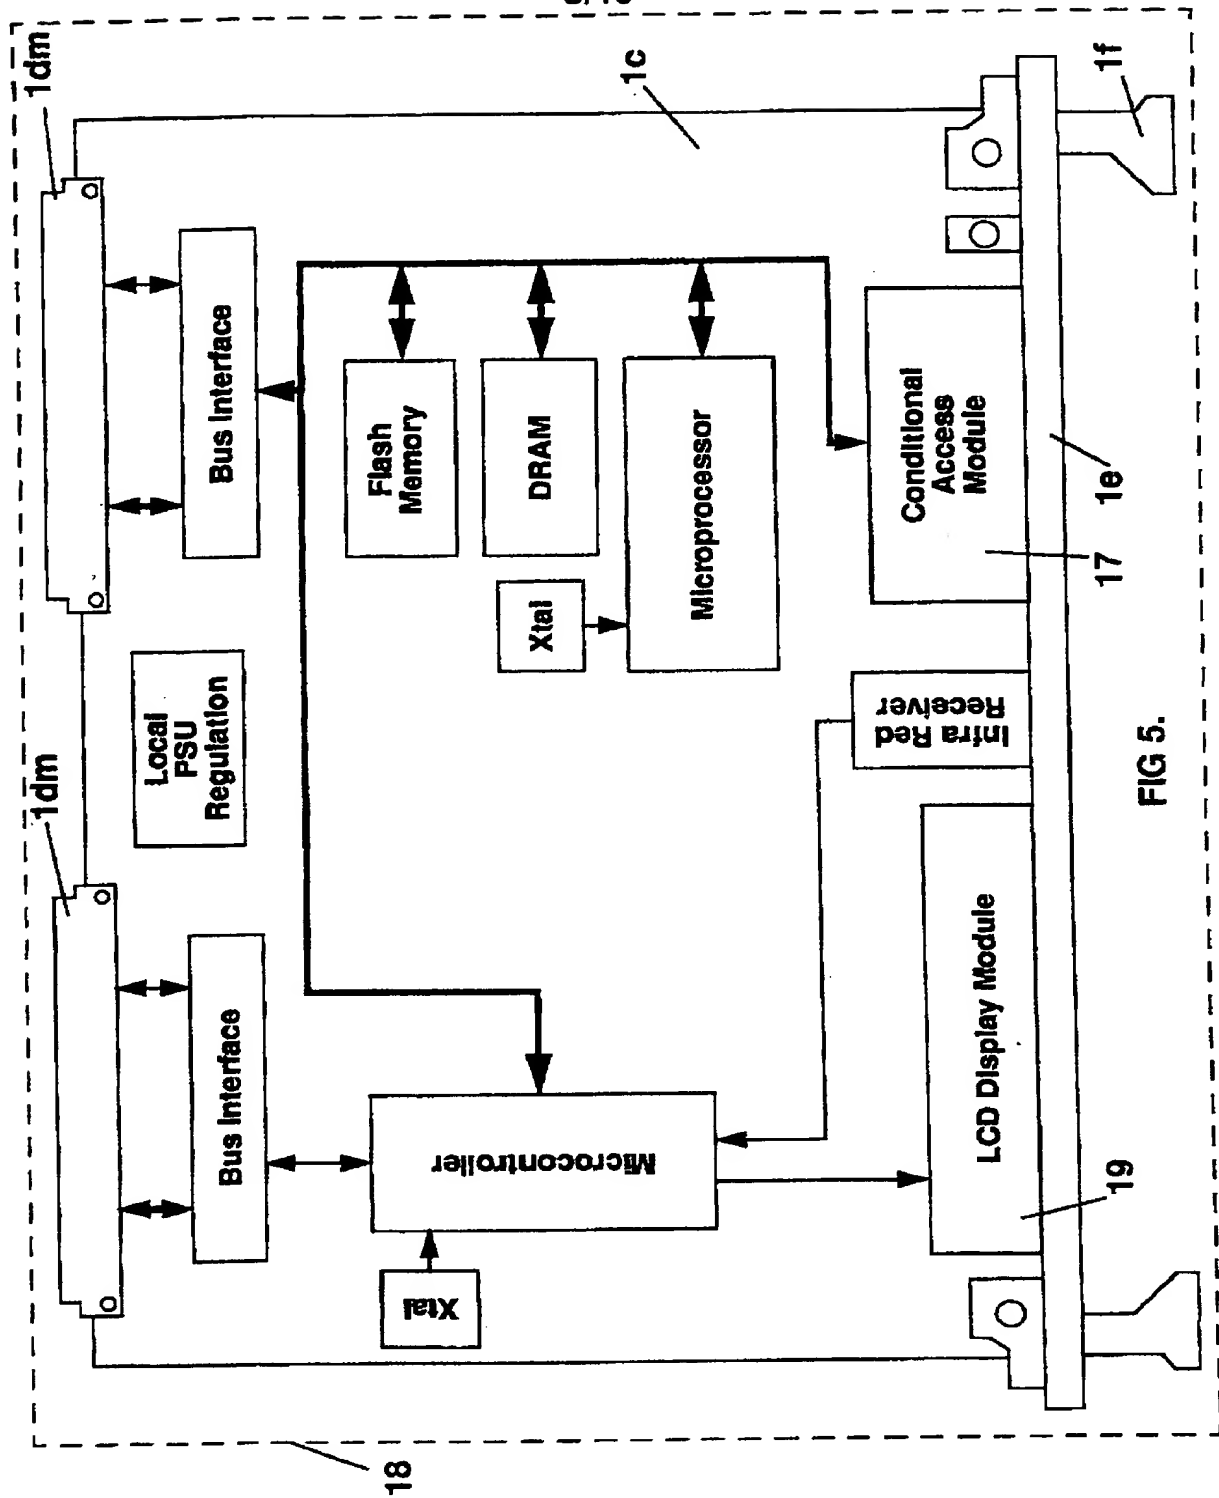 1dm
1dm
1c
Bus Interface
Bus Interface
Local
PSU
Regulation
Flash
Memory
DRAM
Xtal
Microprocessor
Microcontroller
Xtal
Infra Red
Receiver
Conditional
Access
Module
LCD Display Module
17
19
1e
1f
18
FIG 5.